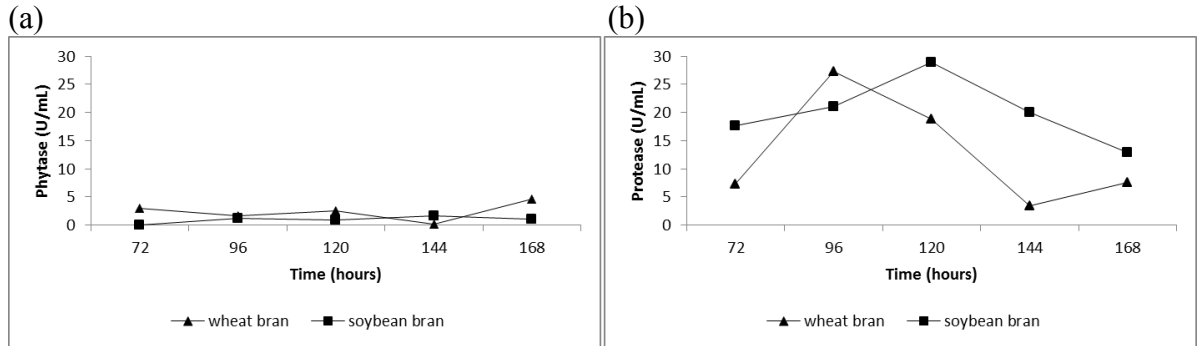 (a)
30
25
20
15
10
5
0
Phytase (U/mL)
72 96 120 144 168
Time (hours)
wheat bran soybean bran
(b)
30
25
20
15
10
5
0
Protease (U/mL)
72 96 120 144 168
Time (hours)
wheat bran soybean bran